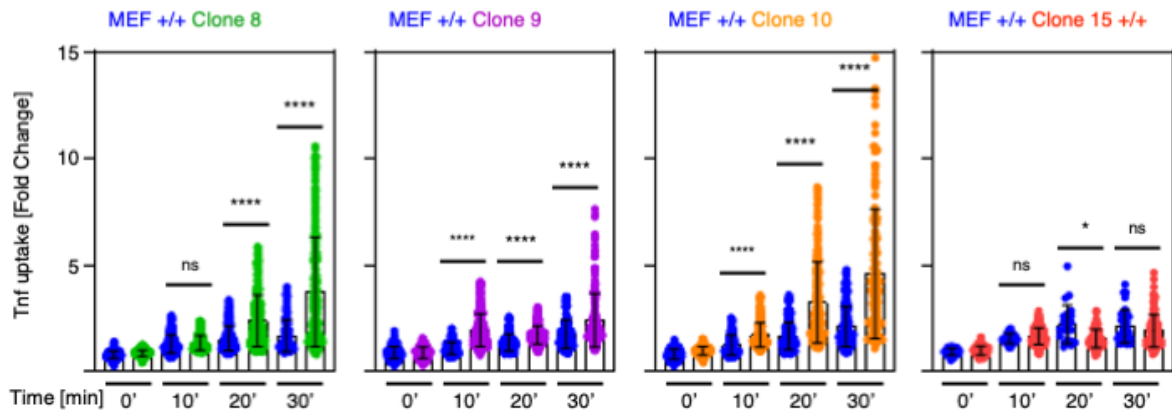 MEF +/+ Clone 8
MEF +/+ Clone 9
MEF +/+ Clone 10
MEF +/+ Clone 15 +/+
Tnf uptake [Fold Change]
15
10
5
ns
****
****
****
****
****
****
****
****
ns
*
ns
Time [min]
0' 10' 20' 30'
0' 10' 20' 30'
0' 10' 20' 30'
0' 10' 20' 30'